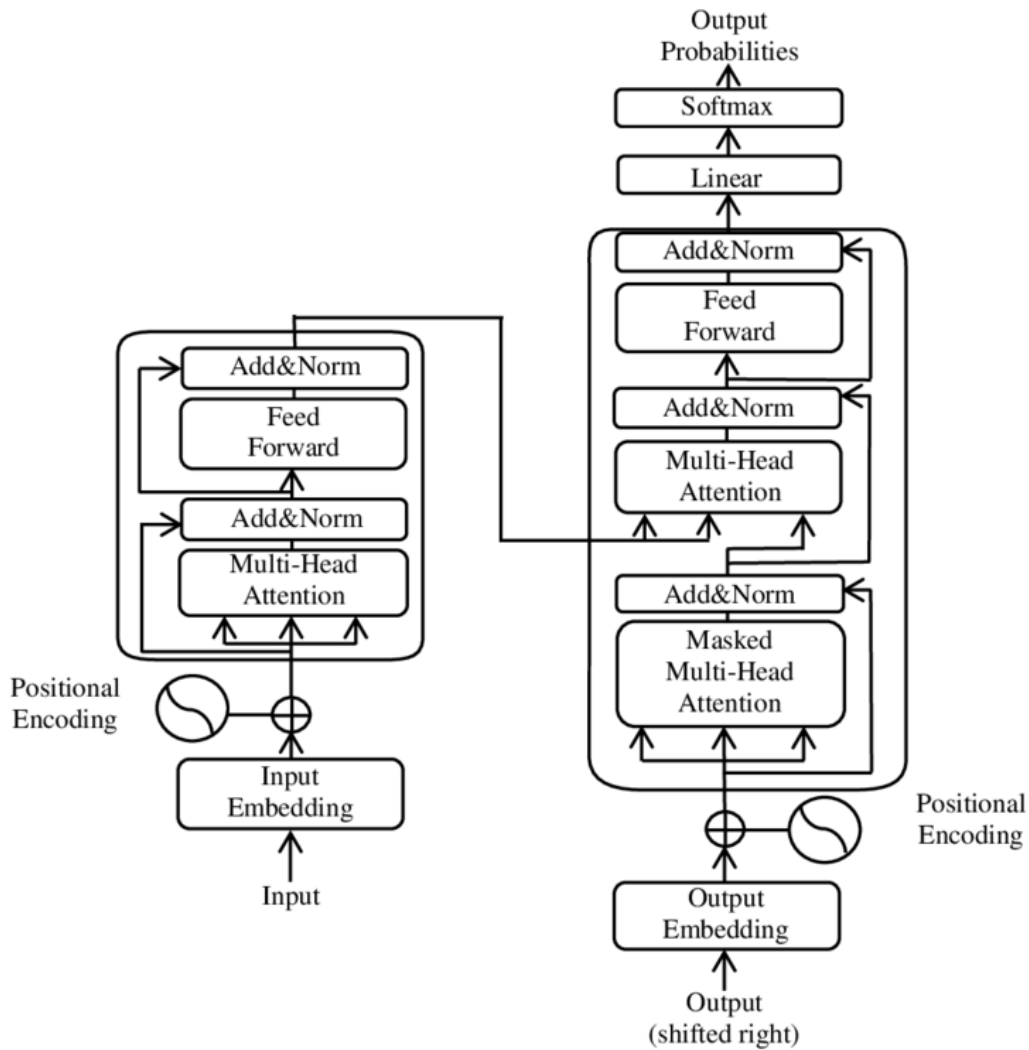 Output
Probabilities
Softmax
Linear
Add&Norm
Feed
Forward
Add&Norm
Multi-Head
Attention
Add&Norm
Masked
Multi-Head
Attention
Positional
Encoding
Output
Embedding
Output
(shifted right)
Add&Norm
Feed
Forward
Add&Norm
Multi-Head
Attention
Positional
Encoding
Input
Embedding
Input